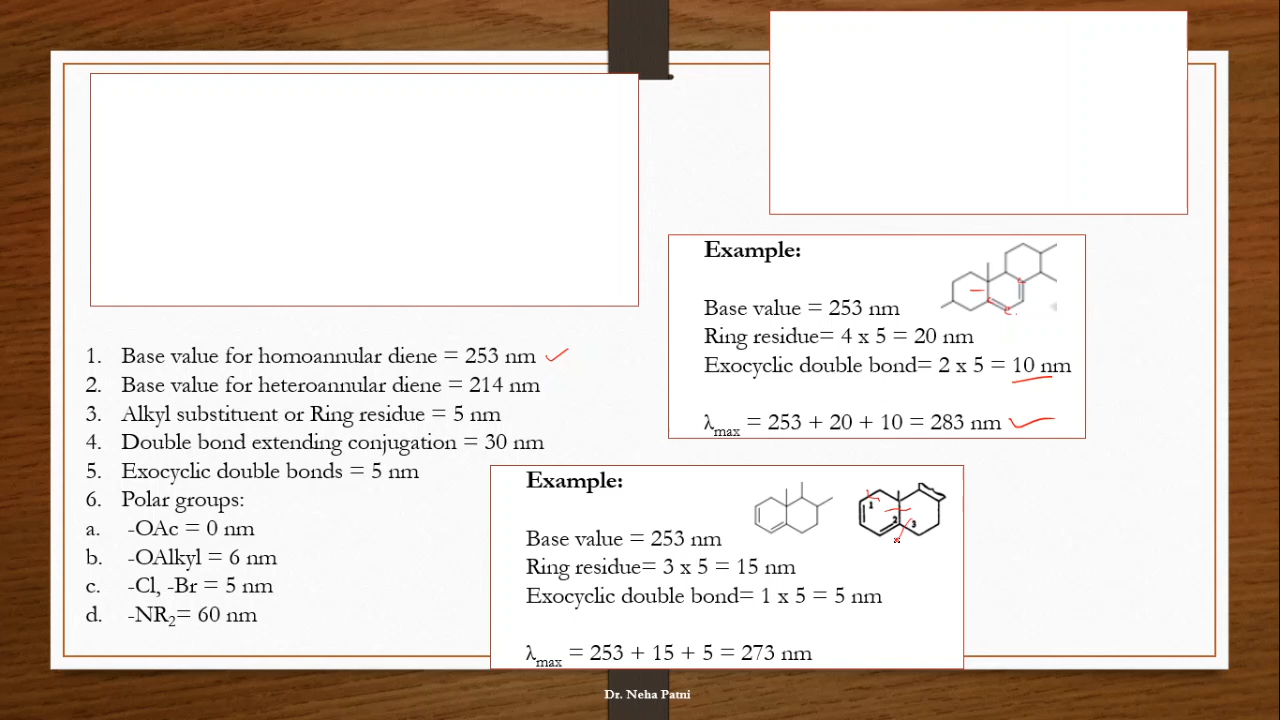 1. Base value for homoannular diene = 253 nm
2. Base value for heteroannular diene = 214 nm
3. Alkyl substituent or Ring residue = 5 nm
4. Double bond extending conjugation = 30 nm
5. Exocyclic double bonds = 5 nm
6. Polar groups:
a. -OAc = 0 nm
b. -OAlkyl = 6 nm
c. -Cl, -Br = 5 nm
d. -NR₂= 60 nm
Example:
Base value = 253 nm
Ring residue= 4 x 5 = 20 nm
Exocyclic double bond= 2 x 5 = 10 nm
λmax = 253 + 20 + 10 = 283 nm
Example:
1
2
3
Base value = 253 nm
Ring residue= 3 x 5 = 15 nm
Exocyclic double bond= 1 x 5 = 5 nm
λmax = 253 + 15 + 5 = 273 nm
Dr. Neha Patni